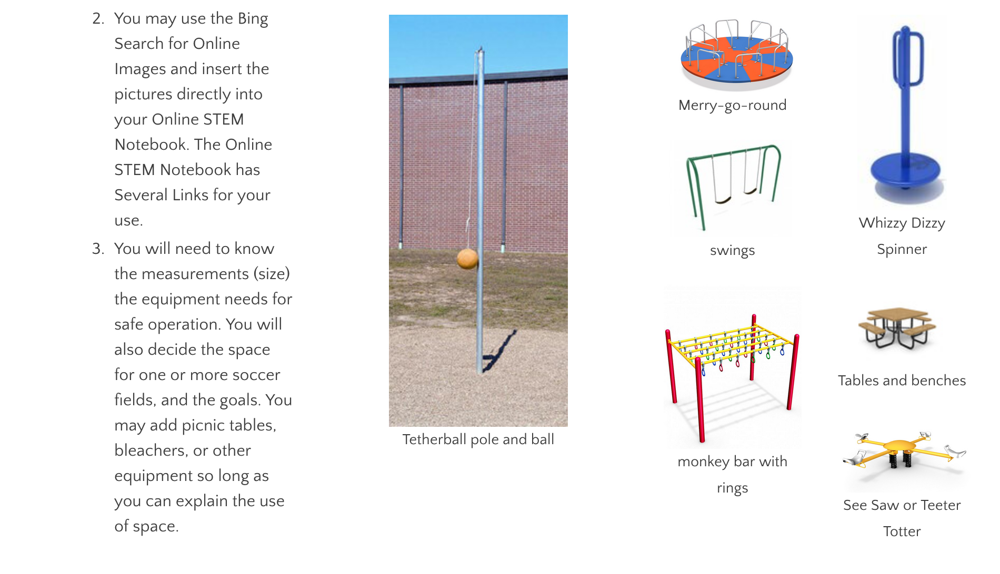 2. You may use the Bing
Search for Online
Images and insert the
pictures directly into
your Online STEM
Notebook. The Online
STEM Notebook has
Several Links for your
use.
3. You will need to know
the measurements (size)
the equipment needs for
safe operation. You will
also decide the space
for one or more soccer
fields, and the goals. You
may add picnic tables,
bleachers, or other
equipment so long as
you can explain the use
of space.
Tetherball pole and ball
Merry-go-round
swings
monkey bar with
rings
Whizzy Dizzy
Spinner
Tables and benches
See Saw or Teeter
Totter